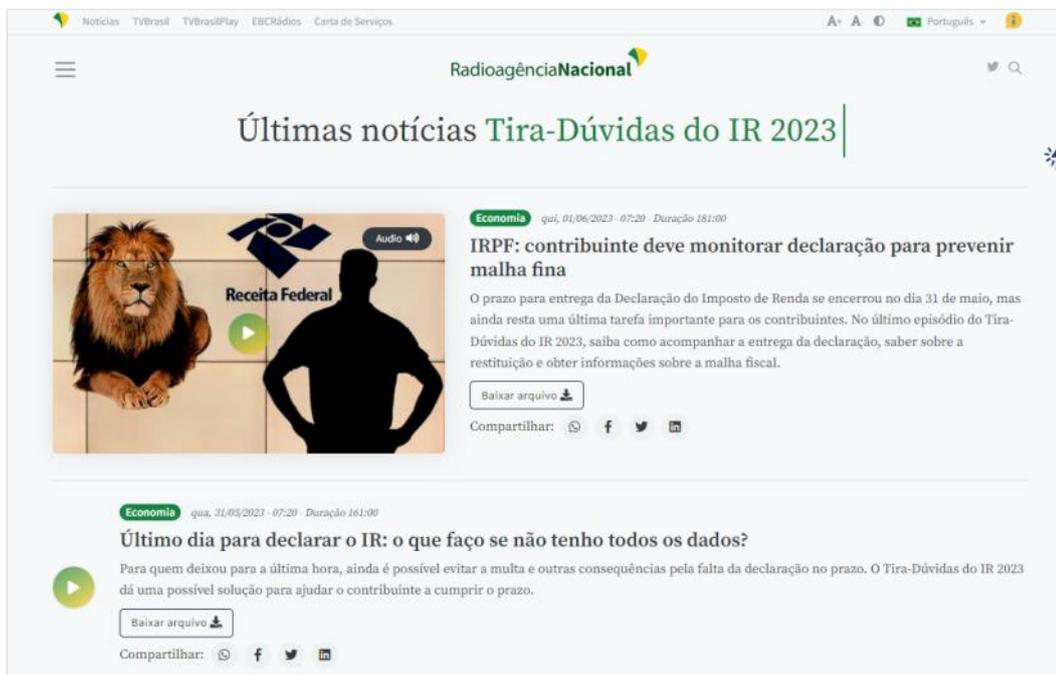 Notícias TVBrasil TVBrasilPlay EBCRádios Carta de Serviços
A+ A Português
RadioagênciaNacional
Últimas notícias Tira-Dúvidas do IR 2023
Audio
Receita Federal
Economia qui, 01/06/2023 - 07:20 - Duração 181:00
IRPF: contribuinte deve monitorar declaração para prevenir
malha fina
O prazo para entrega da Declaração do Imposto de Renda se encerrou no dia 31 de maio, mas
ainda resta uma última tarefa importante para os contribuintes. No último episódio do Tira-
Dúvidas do IR 2023, saiba como acompanhar a entrega da declaração, saber sobre a
restituição e obter informações sobre a malha fiscal.
Baixar arquivo
Compartilhar:
Economia qua, 31/05/2023 - 07:20 - Duração 161:00
Último dia para declarar o IR: o que faço se não tenho todos os dados?
Para quem deixou para a última hora, ainda é possível evitar a multa e outras consequências pela falta da declaração no prazo. O Tira-Dúvidas do IR 2023
dá uma possível solução para ajudar o contribuinte a cumprir o prazo.
Baixar arquivo
Compartilhar: